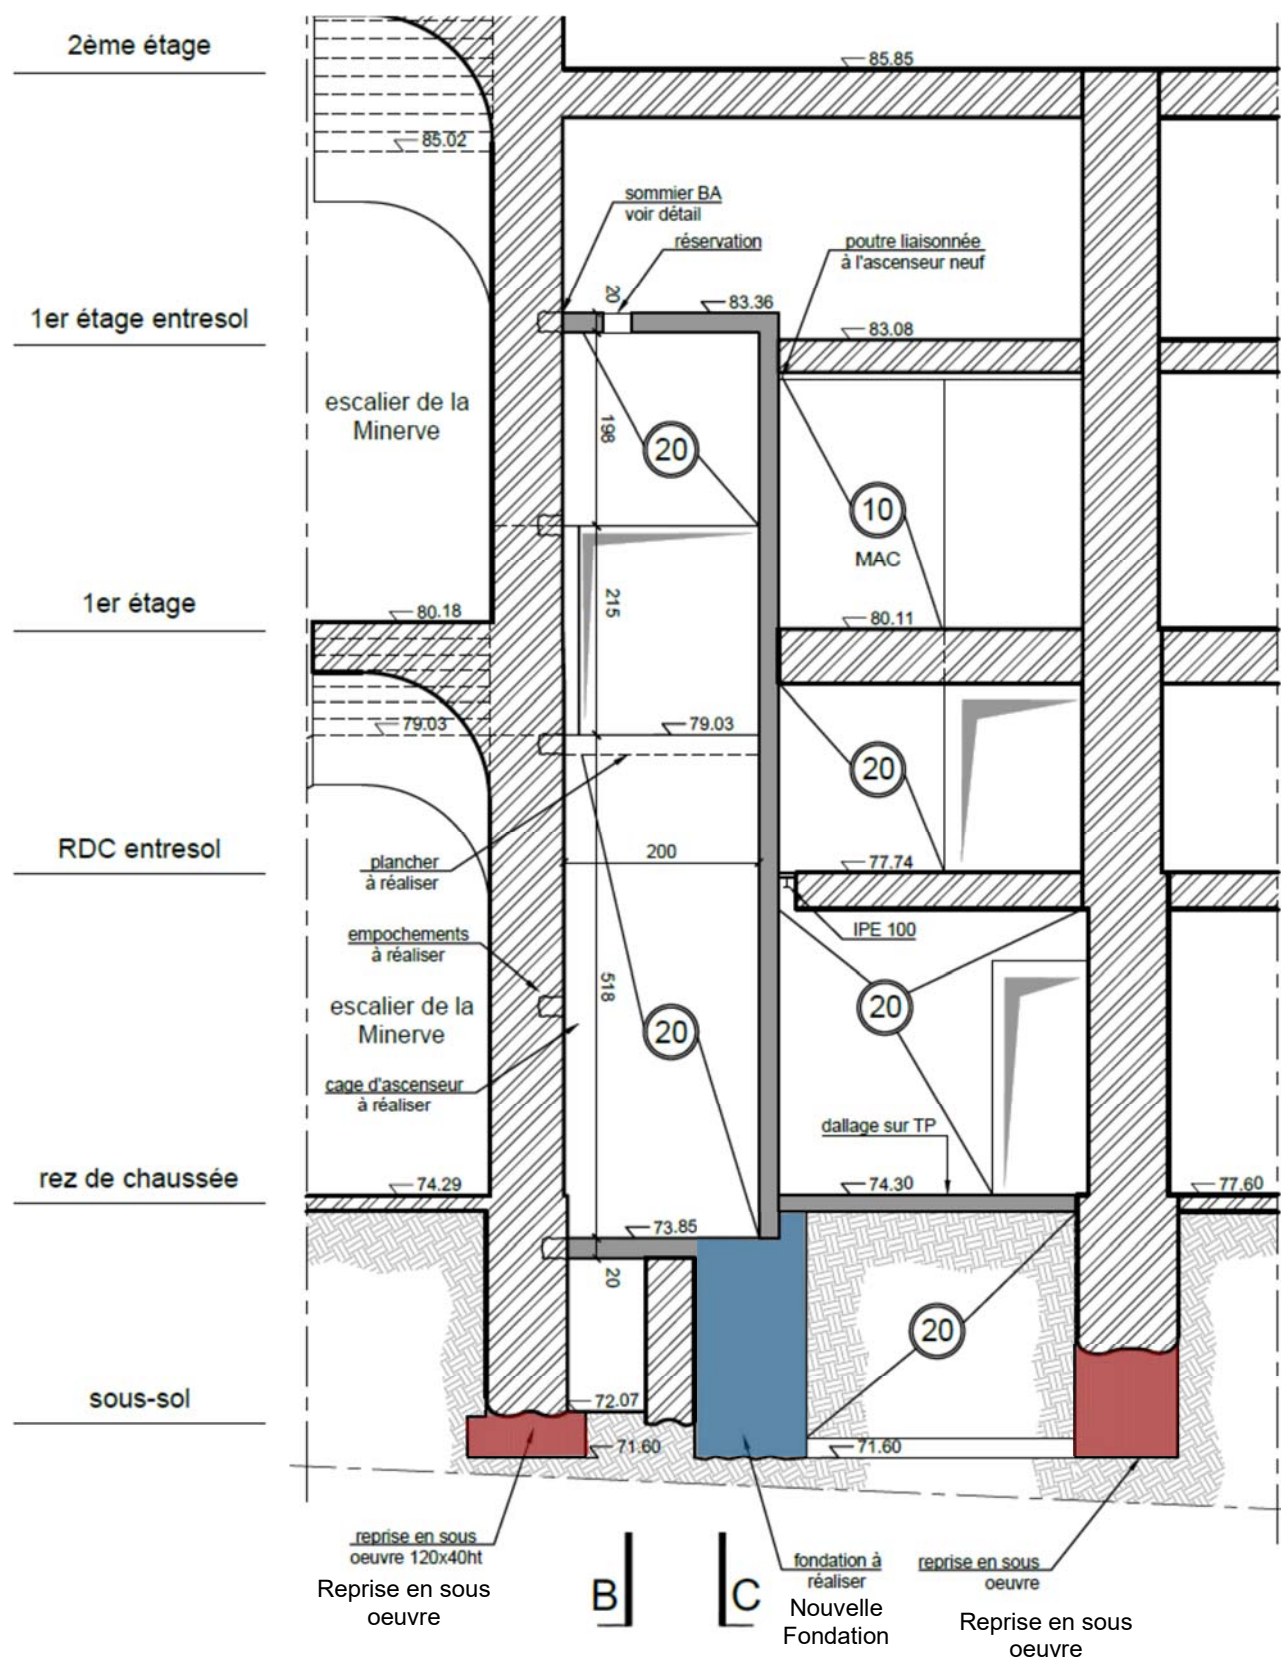 2ème étage
85.85
85.02
sommier BA
voir détail
réservation
poutre liaisonnée
à l'ascenseur neuf
20
83.36
1er étage entresol
83.08
escalier de la
Minerve
198
20
10
MAC
1er étage
80.18
215
80.11
79.03
79.03
20
RDC entresol
plancher
à réaliser
200
77.74
empochements
à réaliser
IPE 100
518
escalier de la
Minerve
20
20
cage d'ascenseur
à réaliser
dallage sur TP
rez de chaussée
74.29
74.30
77.60
73.85
20
20
sous-sol
72.07
71.60
71.60
reprise en sous
oeuvre 120x40ht
Reprise en sous
oeuvre
B
C
fondation à
réaliser
Nouvelle
Fondation
reprise en sous
oeuvre
Reprise en sous
oeuvre